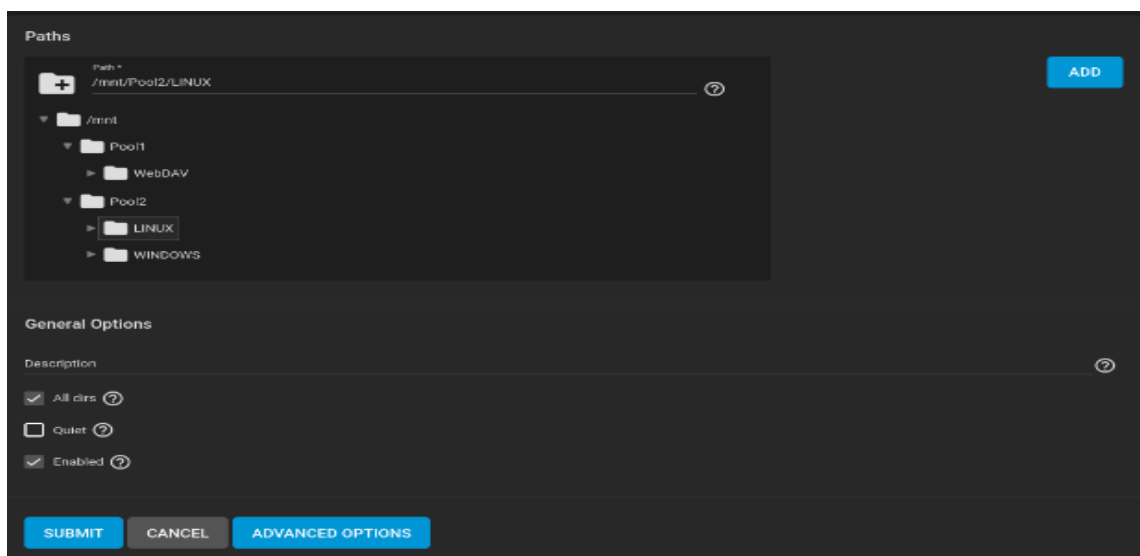 Paths
Path *
/mnt/Pool2/LINUX
ADD
/mnt
Pool1
WebDAV
Pool2
LINUX
WINDOWS
General Options
Description
All dirs
Quiet
Enabled
SUBMIT CANCEL ADVANCED OPTIONS